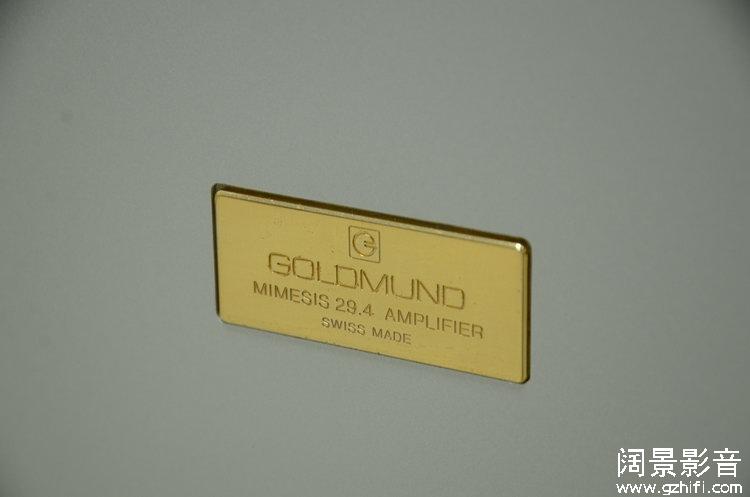 G
GOLDMUND
MIMESIS 29.4 AMPLIFIER
SWISS MADE
阔景影音
www.gzhifi.com